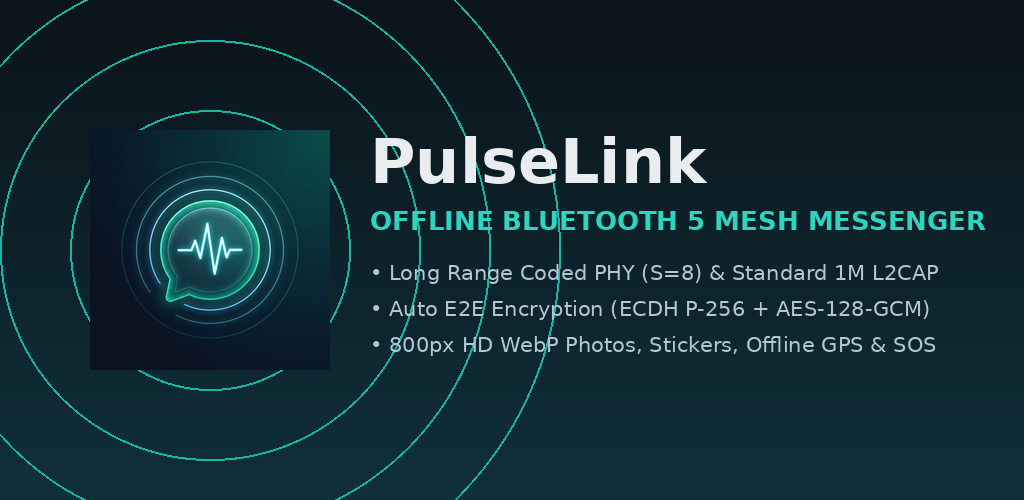 PulseLink
OFFLINE BLUETOOTH 5 MESH MESSENGER
• Long Range Coded PHY (S=8) & Standard 1M L2CAP
• Auto E2E Encryption (ECDH P-256 + AES-128-GCM)
• 800px HD WebP Photos, Stickers, Offline GPS & SOS